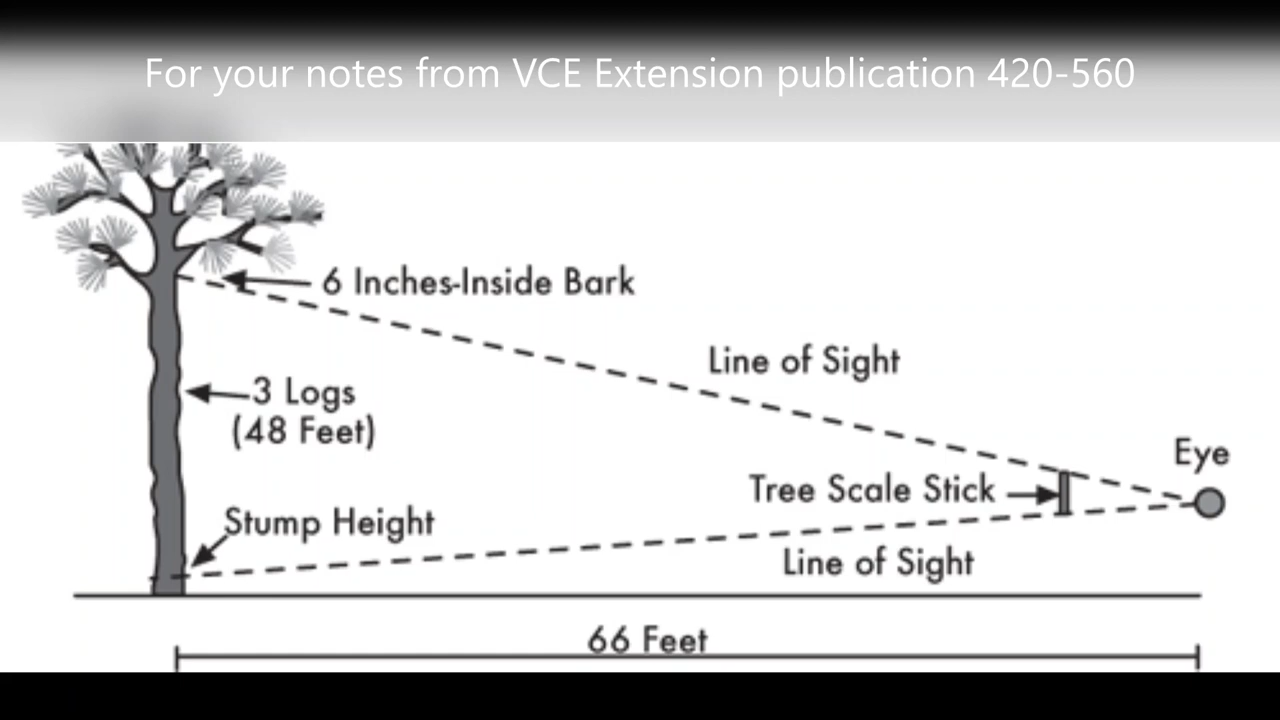 For your notes from VCE Extension publication 420-560
6 Inches-Inside Bark
Line of Sight
3 Logs
(48 Feet)
Eye
Tree Scale Stick
Stump Height
Line of Sight
66 Feet